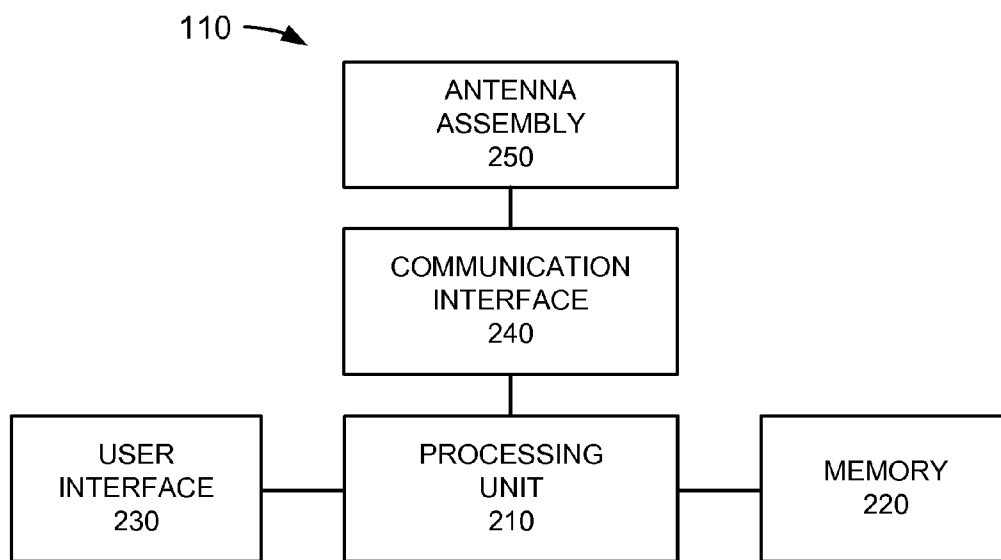 110
ANTENNA
ASSEMBLY
250
COMMUNICATION
INTERFACE
240
USER
INTERFACE
230
PROCESSING
UNIT
210
MEMORY
220